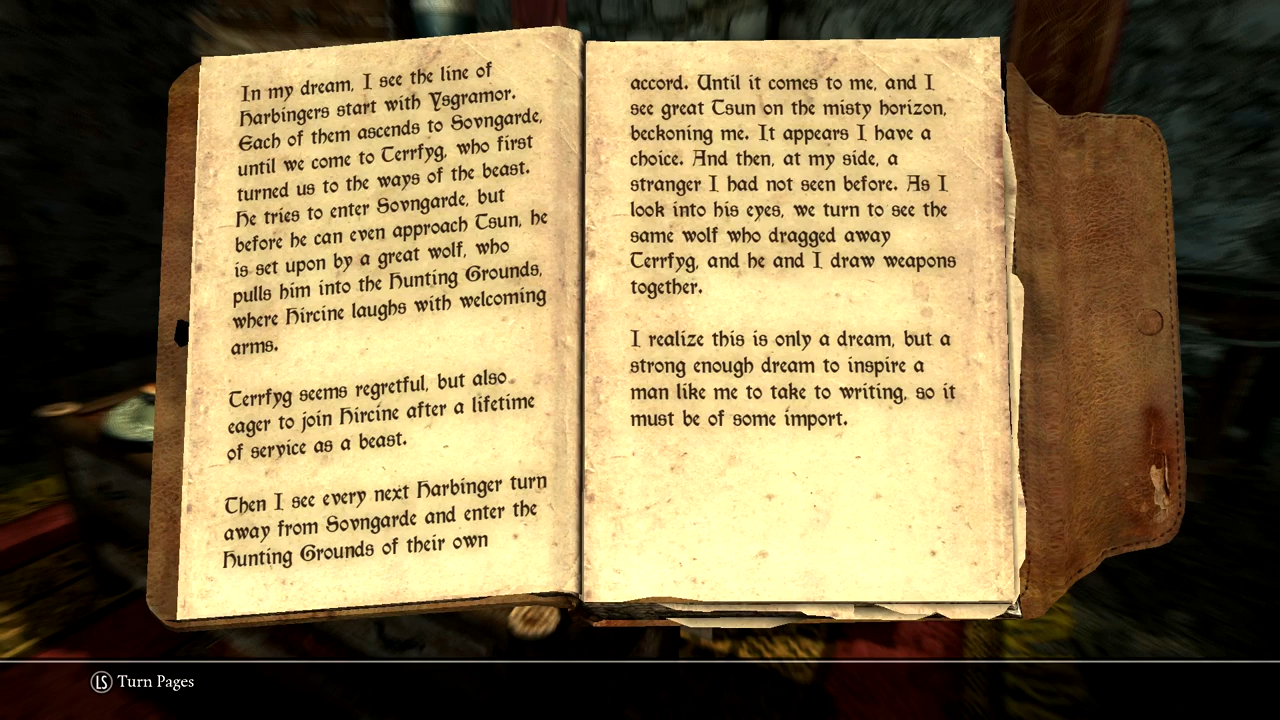 In my dream, I see the line of
Harbingers start with Ysgramor.
Each of them ascends to Sovngarde,
until we come to Terrfyg, who first
turned us to the ways of the beast.
He tries to enter Sovngarde, but
before he can even approach Tsun, he
is set upon by a great wolf, who
pulls him into the Hunting Grounds,
where Hircine laughs with welcoming
arms.
Terrfyg seems regretful, but also
eager to join Hircine after a lifetime
of service as a beast.
Then I see every next Harbinger turn
away from Sovngarde and enter the
Hunting Grounds of their own
accord. Until it comes to me, and I
see great Tsun on the misty horizon,
beckoning me. It appears I have a
choice. And then, at my side, a
stranger I had not seen before. As I
look into his eyes, we turn to see the
same wolf who dragged away
Terrfyg, and he and I draw weapons
together.
I realize this is only a dream, but a
strong enough dream to inspire a
man like me to take to writing, so it
must be of some import.
LS Turn Pages